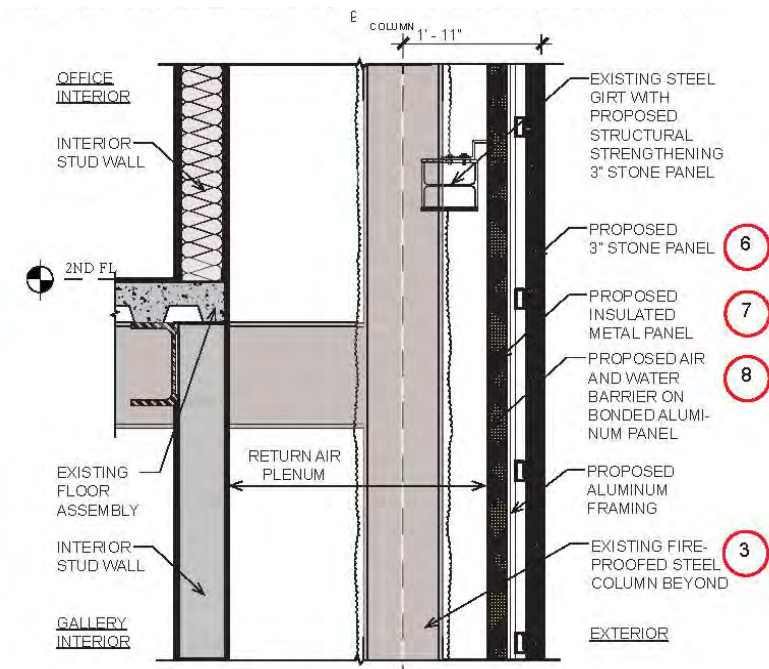 COLUMN
1' - 11"
OFFICE
INTERIOR
INTERIOR
STUD WALL
2ND FL
EXISTING
FLOOR
ASSEMBLY
INTERIOR
STUD WALL
GALLERY
INTERIOR
RETURN AIR
PLENUM
EXISTING STEEL
GIRT WITH
PROPOSED
STRUCTURAL
STRENGTHENING
3" STONE PANEL
PROPOSED
3" STONE PANEL
6
PROPOSED
INSULATED
METAL PANEL
7
PROPOSED AIR
AND WATER
BARRIER ON
BONDED ALUMI-
NUM PANEL
8
PROPOSED
ALUMINUM
FRAMING
EXISTING FIRE-
PROOFED STEEL
COLUMN BEYOND
3
EXTERIOR